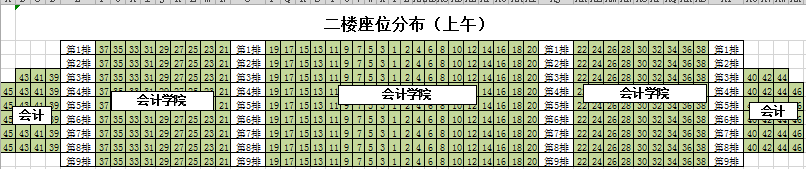 二楼座位分布（上午）
第1排 37 35 33 31 29 27 25 23 21 第1排 19 17 15 13 11 9 7 5 3 1 2 4 6 8 10 12 14 16 18 20 第1排 22 24 26 28 30 32 34 36 38 第1排
第2排 37 35 33 31 29 27 25 23 21 第2排 19 17 15 13 11 9 7 5 3 1 2 4 6 8 10 12 14 16 18 20 第2排 22 24 26 28 30 32 34 36 38 第2排
43 41 39 第3排 37 35 33 31 29 27 25 23 21 第3排 19 17 15 13 11 9 7 5 3 1 2 4 6 8 10 12 14 16 18 20 第3排 22 24 26 28 30 32 34 36 38 第3排 40 42 44
45 43 41 39 第4排 会计学院 21 第4排 19 17 15 13 11 会计学院 12 14 16 18 20 第4排 22 会计学院 38 第4排 40 42 44 46
会计 第5排 会计学院 21 第5排 19 17 15 13 11 会计学院 12 14 16 18 20 第5排 22 24 26 28 30 32 34 36 38 第5排 会计
第6排 37 35 33 31 29 27 25 23 21 第6排 19 17 15 13 11 9 7 5 3 1 2 4 6 8 10 12 14 16 18 20 第6排 22 24 26 28 30 32 34 36 38 第6排
45 43 41 39 第7排 37 35 33 31 29 27 25 23 21 第7排 19 17 15 13 11 9 7 5 3 1 2 4 6 8 10 12 14 16 18 20 第7排 22 24 26 28 30 32 34 36 38 第7排 40 42 44 46
45 43 41 39 第8排 37 35 33 31 29 27 25 23 21 第8排 19 17 15 13 11 9 7 5 3 1 2 4 6 8 10 12 14 16 18 20 第8排 22 24 26 28 30 32 34 36 38 第8排 40 42 44 46
第9排 37 35 33 31 29 27 25 23 21 第9排 19 17 15 13 11 9 7 5 3 1 2 4 6 8 10 12 14 16 18 20 第9排 22 24 26 28 30 32 34 36 38 第9排